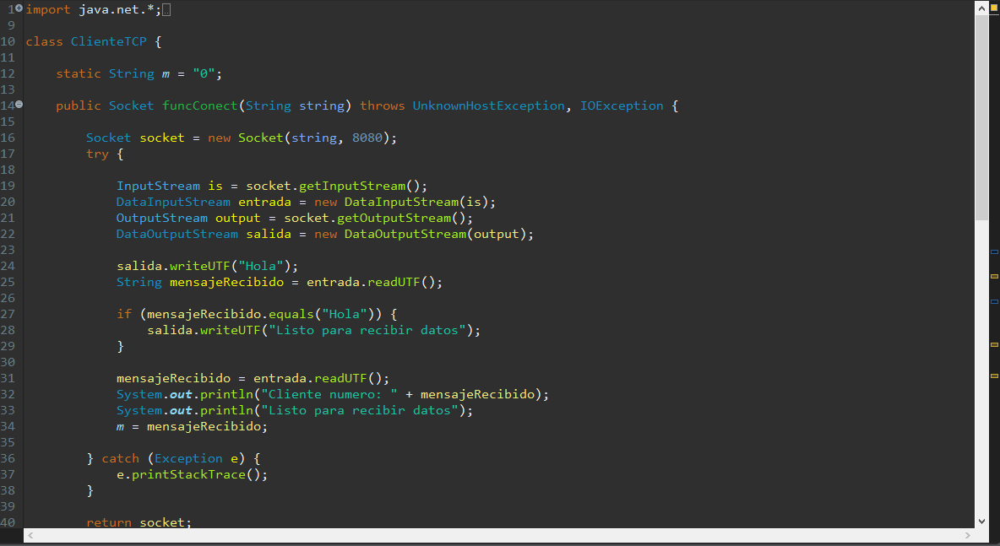 1 import java.net.*;
9
10 class ClienteTCP {
11
12     static String m = "0";
13
14     public Socket funcConect(String string) throws UnknownHostException, IOException {
15
16         Socket socket = new Socket(string, 8080);
17         try {
18
19             InputStream is = socket.getInputStream();
20             DataInputStream entrada = new DataInputStream(is);
21             OutputStream output = socket.getOutputStream();
22             DataOutputStream salida = new DataOutputStream(output);
23
24             salida.writeUTF("Hola");
25             String mensajeRecibido = entrada.readUTF();
26
27             if (mensajeRecibido.equals("Hola")) {
28                 salida.writeUTF("Listo para recibir datos");
29             }
30
31             mensajeRecibido = entrada.readUTF();
32             System.out.println("Cliente numero: " + mensajeRecibido);
33             System.out.println("Listo para recibir datos");
34             m = mensajeRecibido;
35
36         } catch (Exception e) {
37             e.printStackTrace();
38         }
39
40         return socket;